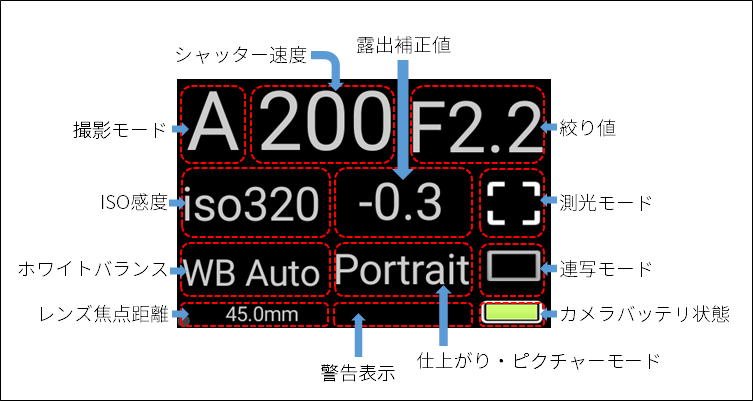 シャッター速度
露出補正値
撮影モード
A
200
F2.2
絞り値
ISO感度
iso320
-0.3
測光モード
ホワイトバランス
WB Auto
Portrait
連写モード
レンズ焦点距離
45.0mm
カメラバッテリ状態
警告表示
仕上がり・ピクチャーモード